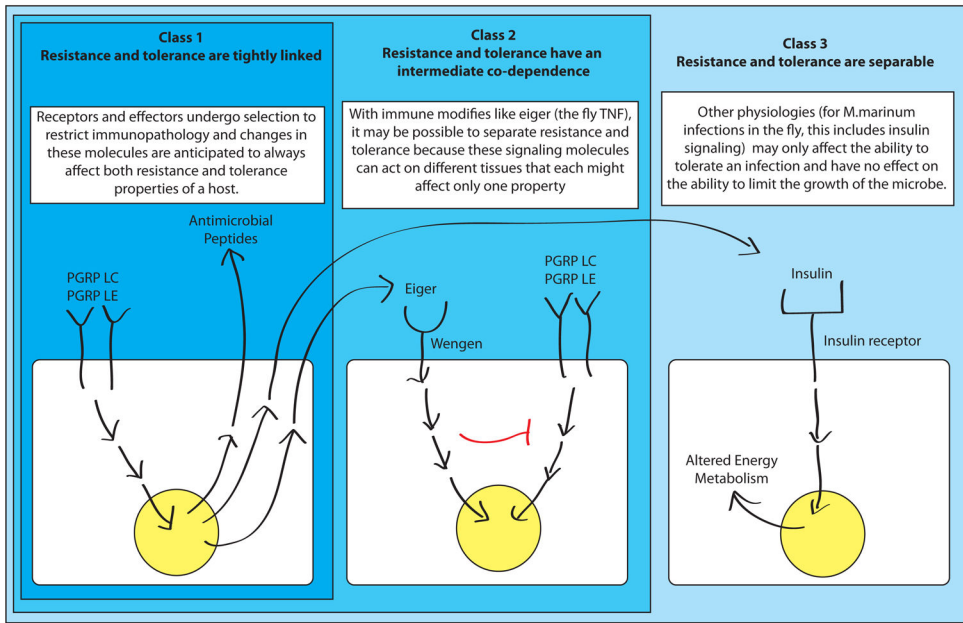 Class 1
Resistance and tolerance are tightly linked
Receptors and effectors undergo selection to
restrict immunopathology and changes in
these molecules are anticipated to always
affect both resistance and tolerance
properties of a host.
Antimicrobial
Peptides
PGRP LC
PGRP LE
Class 2
Resistance and tolerance have an
intermediate co-dependence
With immune modifies like eiger (the fly TNF),
it may be possible to separate resistance and
tolerance because these signaling molecules
can act on different tissues that each might
affect only one property
Eiger
Wengen
PGRP LC
PGRP LE
Class 3
Resistance and tolerance are separable
Other physiologies (for M.marinum
infections in the fly, this includes insulin
signaling) may only affect the ability to
tolerate an infection and have no effect on
the ability to limit the growth of the microbe.
Insulin
Insulin receptor
Altered Energy
Metabolism